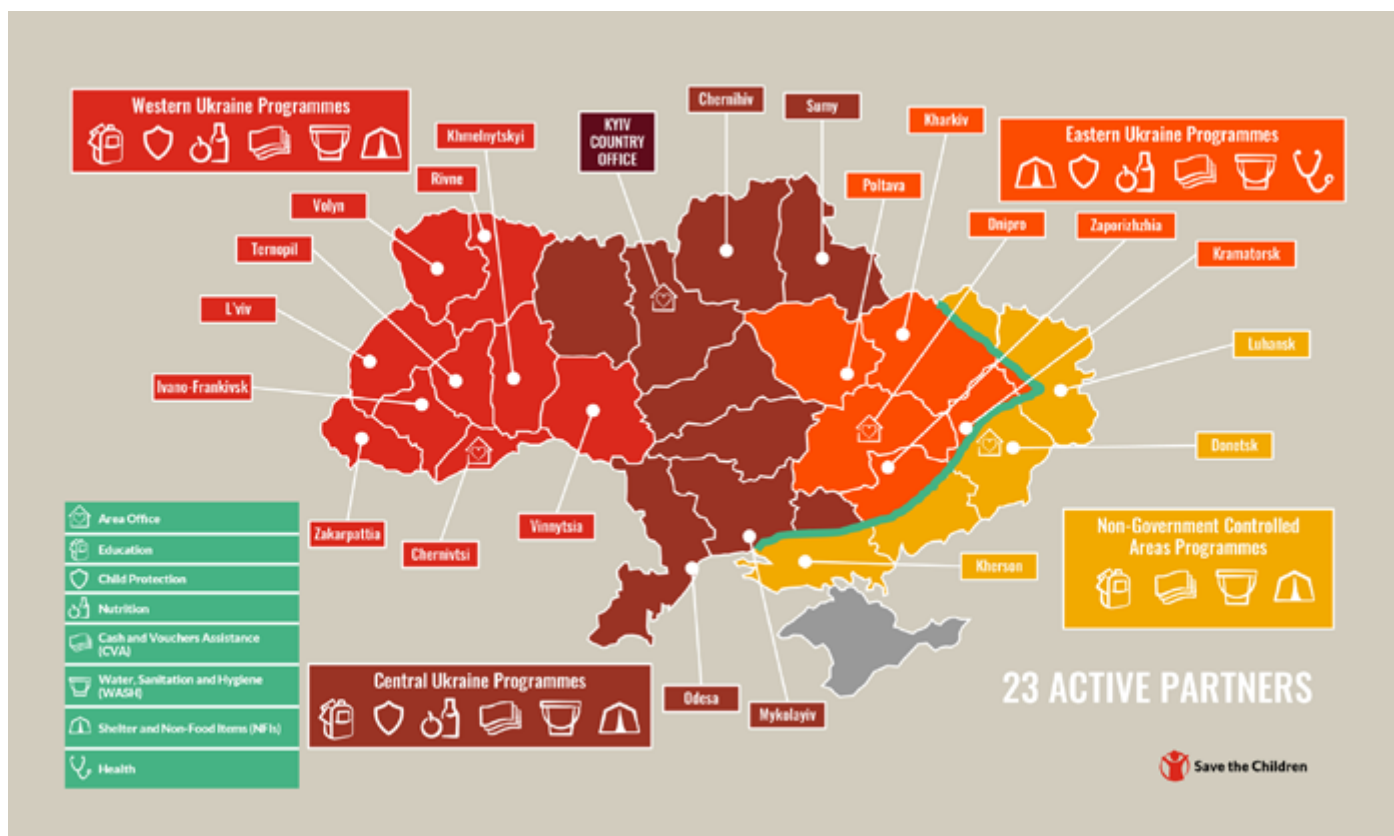 Western Ukraine Programmes
Khmelnytskyi
Rivne
Volyn
Ternopil
L'viv
Ivano-Frankivsk
Zakarpattia
Chernivtsi
Vinnytsia
KYIV
COUNTRY
OFFICE
Chernihiv
Sumy
Kharkiv
Poltava
Dnipro
Zaporizhzhia
Kramatorsk
Eastern Ukraine Programmes
Luhansk
Donetsk
Kherson
Non-Government Controlled
Areas Programmes
Area Office
Education
Child Protection
Nutrition
Cash and Vouchers Assistance
(CVA)
Water, Sanitation and Hygiene
(WASH)
Shelter and Non-Food Items (NFIs)
Health
Central Ukraine Programmes
Odesa
Mykolayiv
23 ACTIVE PARTNERS
Save the Children